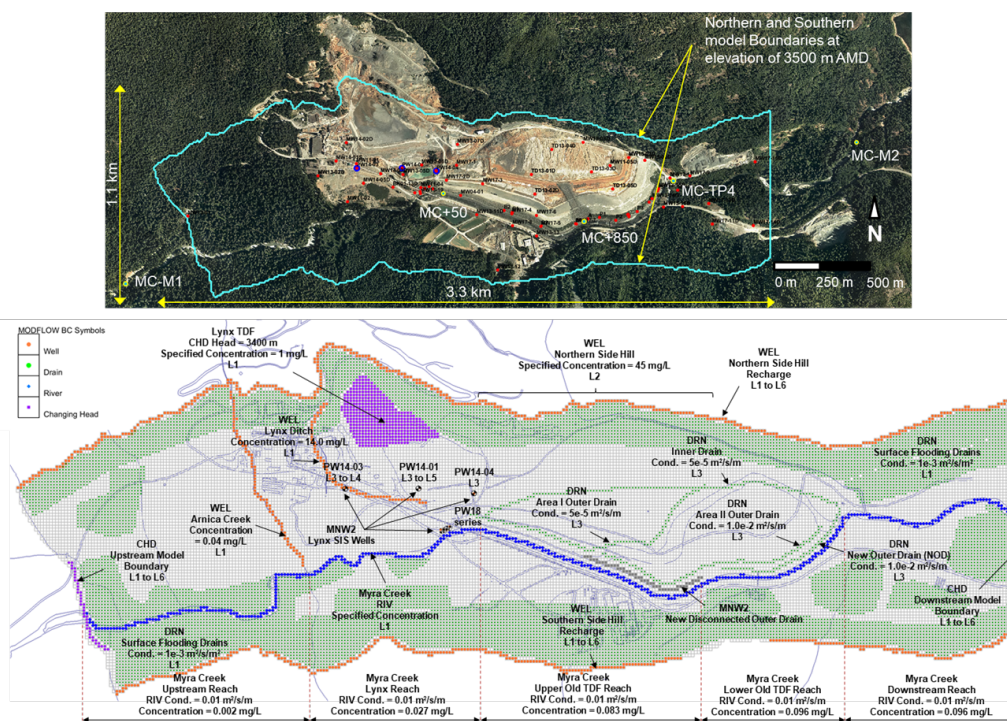 Northern and Southern
model Boundaries at
elevation of 3500 m AMD
1.1 km
MC-M2
MC-TP4
MC+50
MC+850
N
MC-M1
3.3 km
0 250 500 m
MODFLOW BC Symbols
Well
Drain
River
Changing Head
Lynx TDF
CHD Head = 3400 m
Specified Concentration = 1 mg/L
L1
WEL
Northern Side Hill
Specified Concentration = 45 mg/L
L2
WEL
Northern Side Hill
Recharge
L1 to L6
WEL
Lynx Ditch
Concentration = 14.0 mg/L
L1
PW14-03
L3 to L4
PW14-01
L3 to L5
PW14-04
L3
PW18
series
DRN
Inner Drain
Cond. = 5e-5 m²/s/m
L3
DRN
Surface Flooding Drains
Cond. = 1e-3 m²/s/m²
L1
DRN
Area I Outer Drain
Cond. = 5e-5 m²/s/m
L3
DRN
Area II Outer Drain
Cond. = 1.0e-2 m²/s/m
L3
WEL
Arnica Creek
Concentration
= 0.04 mg/L
L1
MNW2
Lynx SIS Wells
DRN
New Outer Drain (NOD)
Cond. = 1.0e-2 m²/s/m
L3
CHD
Upstream Model
Boundary
L1 to L6
Myra Creek
RIV
Specified Concentration
L1
MNW2
New Disconnected Outer Drain
CHD
Downstream Model
Boundary
L1 to L6
WEL
Southern Side Hill
Recharge
L1 to L6
DRN
Surface Flooding Drains
Cond. = 1e-3 m²/s/m²
L1
Myra Creek
Upstream Reach
RIV Cond. = 0.01 m²/s/m
Concentration = 0.002 mg/L
Myra Creek
Lynx Reach
RIV Cond. = 0.01 m²/s/m
Concentration = 0.027 mg/L
Myra Creek
Upper Old TDF Reach
RIV Cond. = 0.01 m²/s/m
Concentration = 0.083 mg/L
Myra Creek
Lower Old TDF Reach
RIV Cond. = 0.01 m²/s/m
Concentration = 0.096 mg/L
Myra Creek
Downstream Reach
RIV Cond. = 0.01 m²/s/m
Concentration = 0.096 mg/L